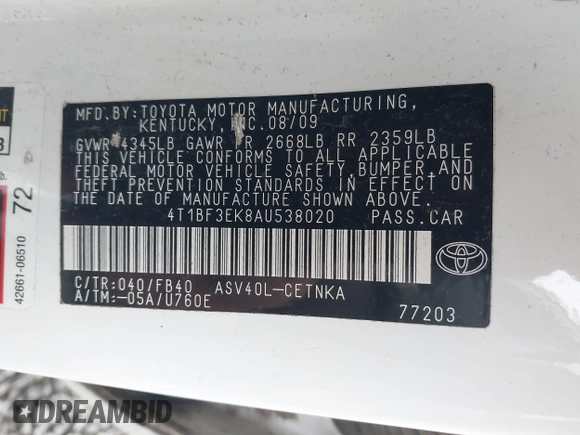 MFD.BY:TOYOTA MOTOR MANUFACTURING,
KENTUCKY, INC. 08/09
GVWR 4345LB GAWR FR 2668LB RR 2359LB
THIS VEHICLE CONFORMS TO ALL APPLICABLE
FEDERAL MOTOR VEHICLE SAFETY, BUMPER, AND
THEFT PREVENTION STANDARDS IN EFFECT ON
THE DATE OF MANUFACTURE SHOWN ABOVE.
4T1BF3EK8AU538020 PASS.CAR
C/TR:040/FB40 ASV40L-CETNKA
A/TM:-05A/U760E
77203
72
42661-06510
DREAMBID